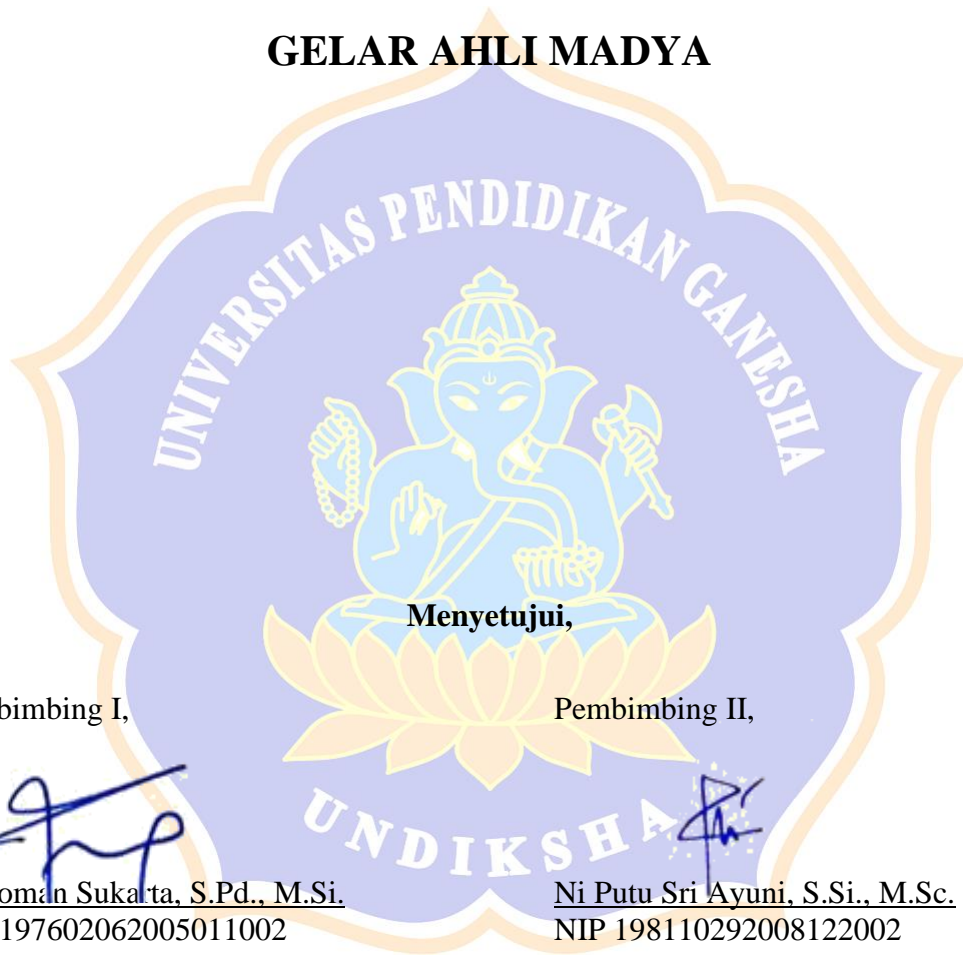 GELAR AHLI MADYA
UNIVERSITAS PENDIDIKAN GANESHA
Menyetujui,
bimbing I, Pembimbing II,
UNDIKSHA
oman Sukarta, S.Pd., M.Si. Ni Putu Sri Ayuni, S.Si., M.Sc.
197602062005011002 NIP 198110292008122002